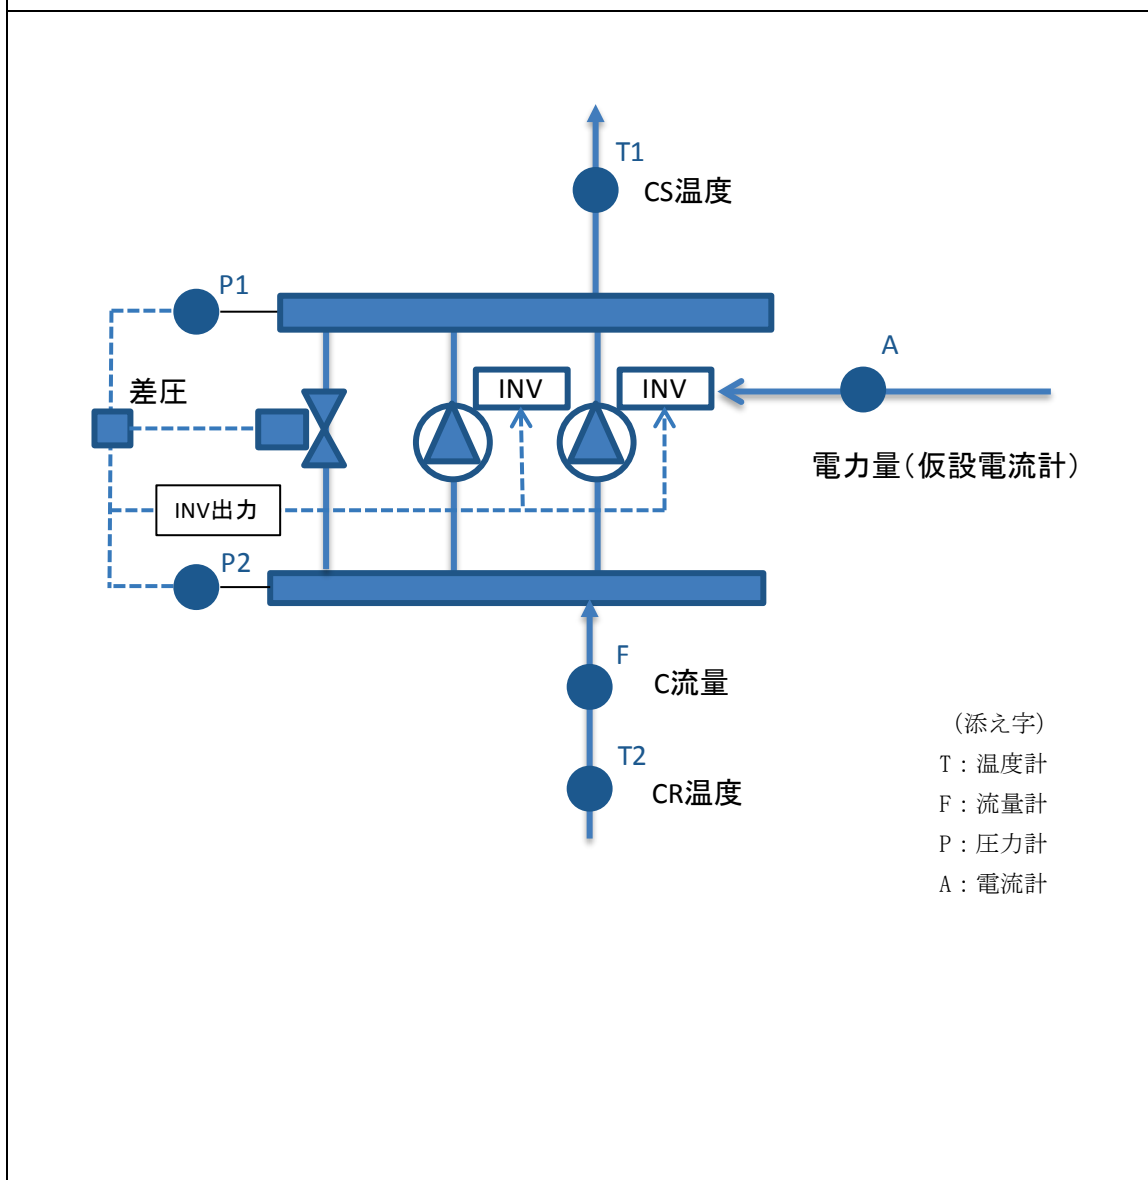 T1
CS温度
P1
A
差圧
INV
INV
電力量(仮設電流計)
INV出力
P2
F
C流量
T2
CR温度
(添え字)
T：温度計
F：流量計
P：圧力計
A：電流計